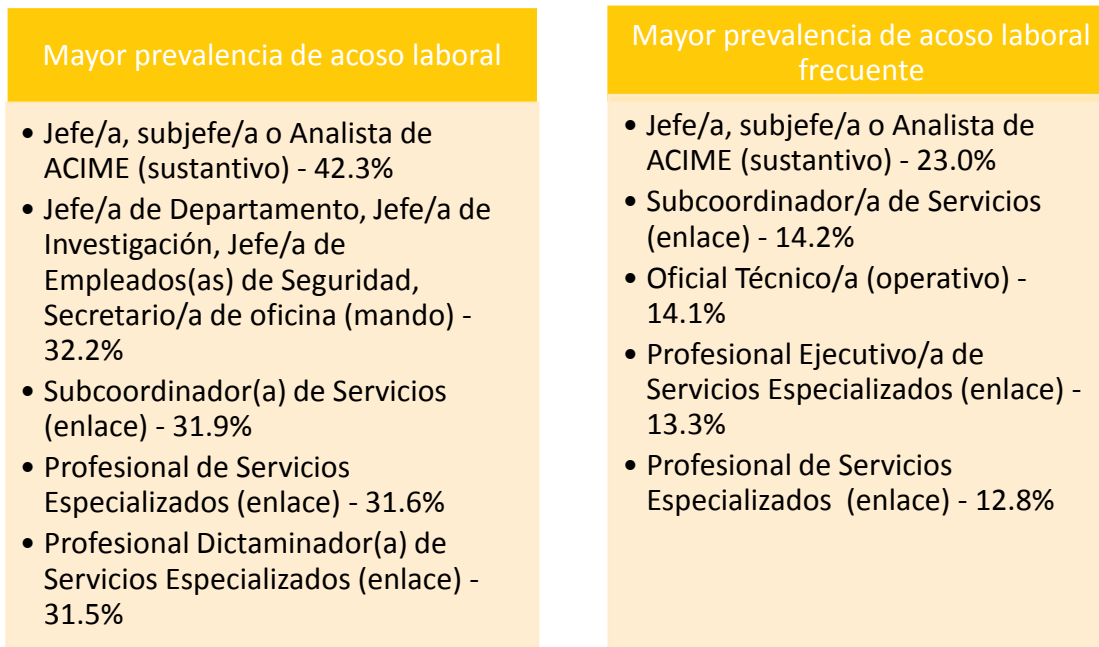 Mayor prevalencia de acoso laboral
• Jefe/a, subjefe/a o Analista de
ACIME (sustantivo) - 42.3%
• Jefe/a de Departamento, Jefe/a de
Investigación, Jefe/a de
Empleados(as) de Seguridad,
Secretario/a de oficina (mando) -
32.2%
• Subcoordinador(a) de Servicios
(enlace) - 31.9%
• Profesional de Servicios
Especializados (enlace) - 31.6%
• Profesional Dictaminador(a) de
Servicios Especializados (enlace) -
31.5%
Mayor prevalencia de acoso laboral
frecuente
• Jefe/a, subjefe/a o Analista de
ACIME (sustantivo) - 23.0%
• Subcoordinador/a de Servicios
(enlace) - 14.2%
• Oficial Técnico/a (operativo) -
14.1%
• Profesional Ejecutivo/a de
Servicios Especializados (enlace) -
13.3%
• Profesional de Servicios
Especializados  (enlace) - 12.8%